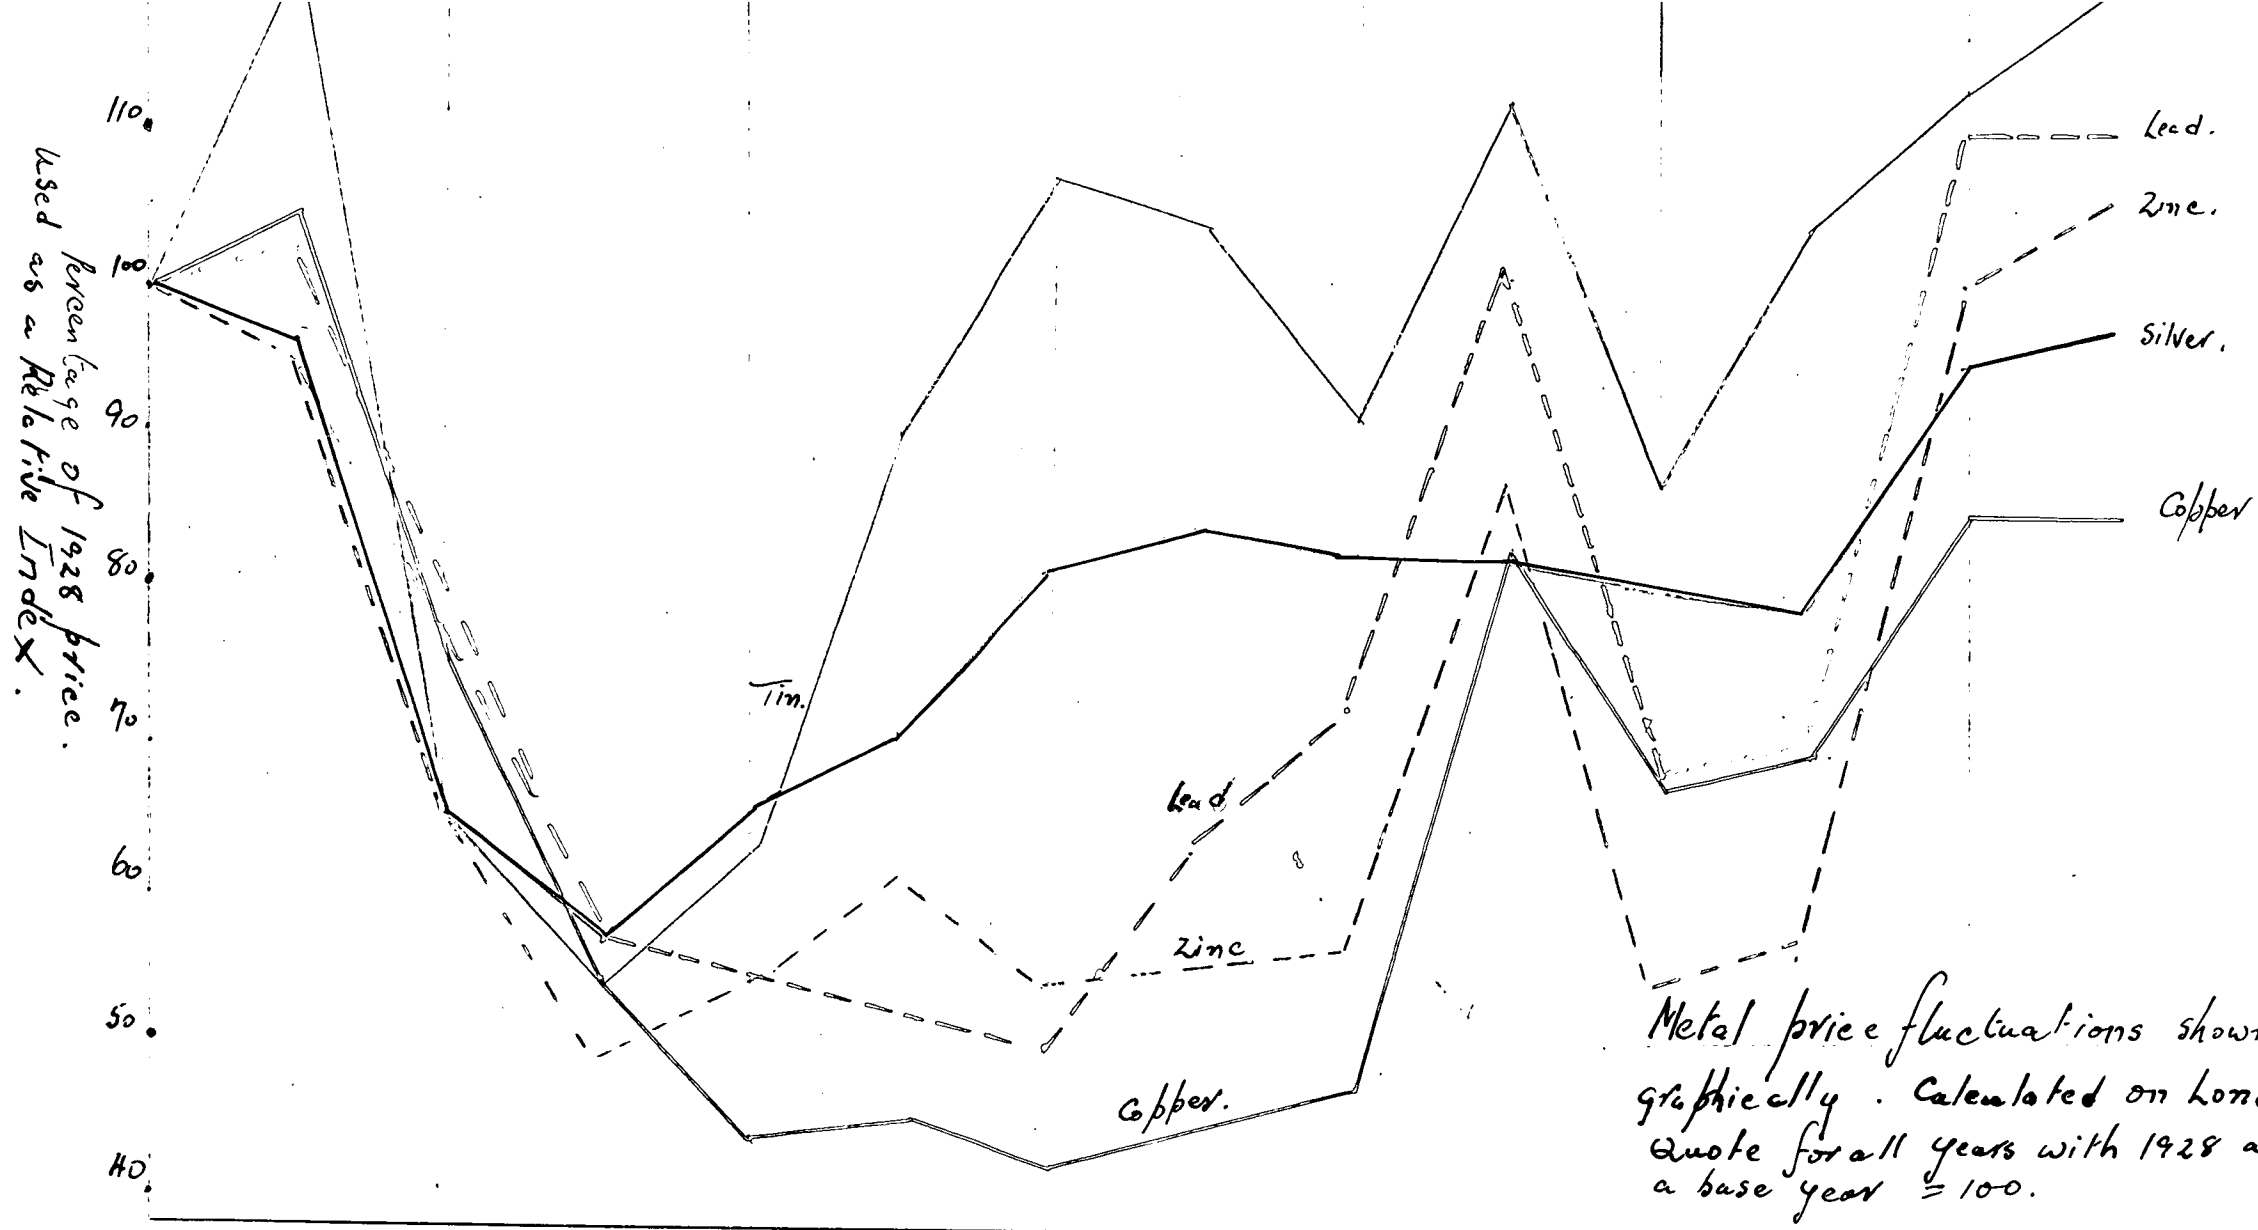 110
100
90
80
70
60
50
40
Percentage of 1928 price.
Used as a Relative Index.
Tin.
Lead
Zinc
Copper.
Lead.
Zinc.
Silver.
Copper
Metal price fluctuations shown
graphically. Calculated on Lon
Quote for all years with 1928 a
a base year = 100.